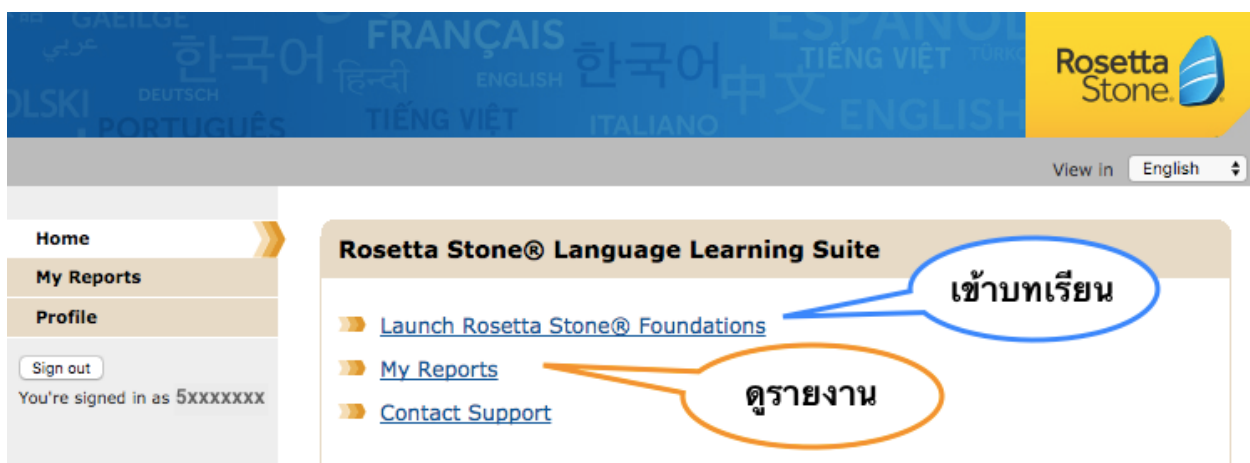 GAEILGE
عربي
한국어
FRANÇAIS
हिन्दी
ENGLISH
한국어
中文
ESPAÑOL
TIẾNG VIỆT
TÜRKÇ
OLSKI
DEUTSCH
PORTUGUÊS
TIẾNG VIỆT
ITALIANO
ENGLISH
Rosetta
Stone.
View in English
Home
My Reports
Profile
Sign out
You're signed in as 5xxxxxxx
Rosetta Stone® Language Learning Suite
เข้าบทเรียน
Launch Rosetta Stone® Foundations
My Reports
ดูรายงาน
Contact Support